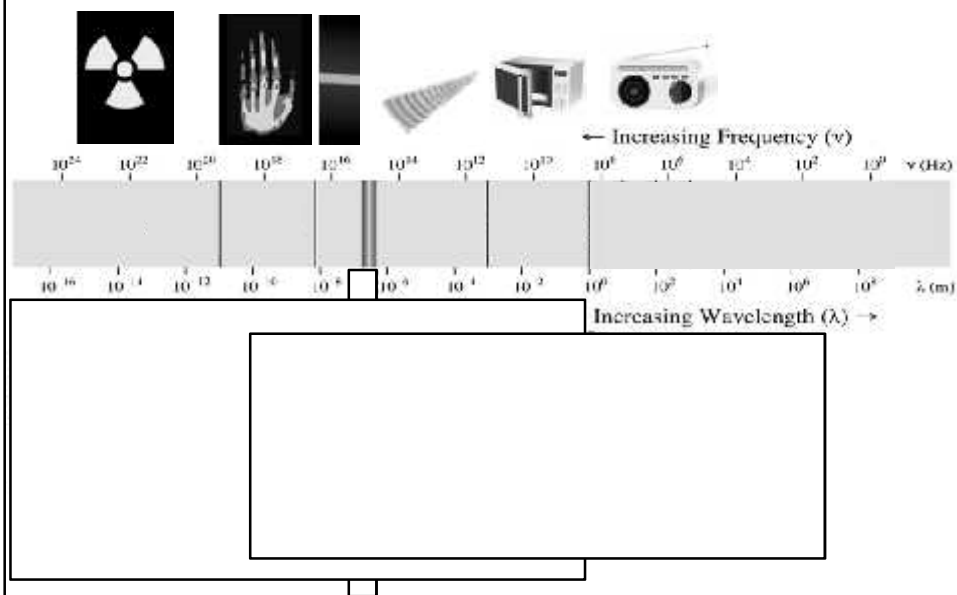 ← Increasing Frequency (ν)
10²⁴ 10²² 10²⁰ 10¹⁸ 10¹⁶ 10¹⁴ 10¹² 10¹⁰ 10⁸ 10⁶ 10⁴ 10² 10⁰ ν (Hz)
10⁻¹⁶ 10⁻¹⁴ 10⁻¹² 10⁻¹⁰ 10⁻⁸ 10⁻⁶ 10⁻⁴ 10⁻² 10⁰ 10² 10⁴ 10⁶ 10⁸ λ (m)
Increasing Wavelength (λ) →